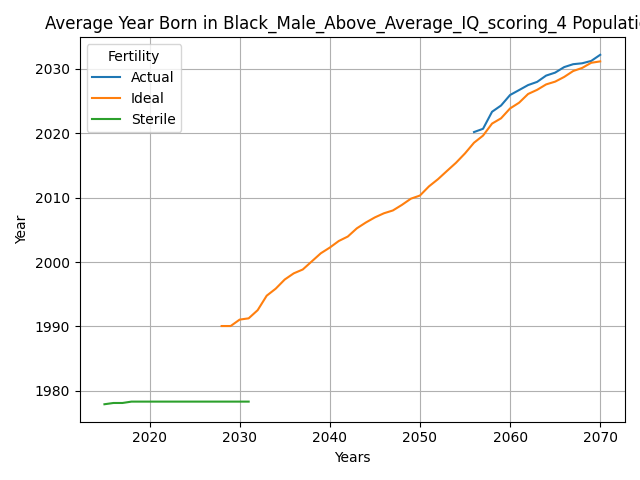 Average Year Born in Black_Male_Above_Average_IQ_scoring_4 Populati
Fertility
Actual
Ideal
Sterile
2030
2020
2010
2000
1990
1980
Year
2020 2030 2040 2050 2060 2070
Years